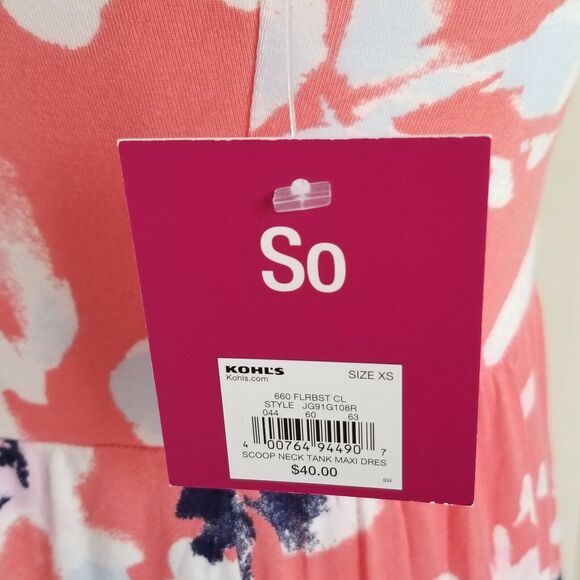 So
KOHL'S SIZE XS
Kohls.com
660 FLRBST CL
STYLE JG91G108R
044 60 63
4 00764 94490 7
SCOOP NECK TANK MAXI DRES
$40.00
SW